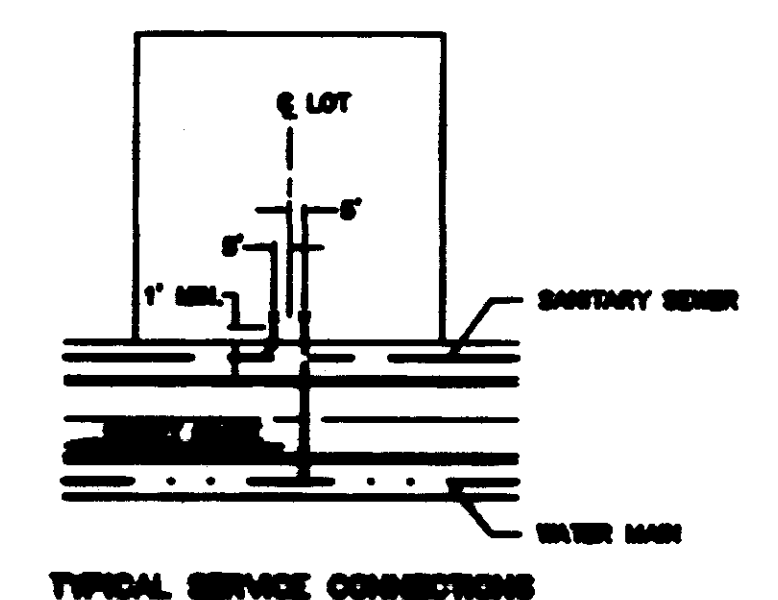 ℄ LOT
5'
5'
1' MIN.
SANITARY SEWER
WATER MAIN
TYPICAL SERVICE CONNECTIONS